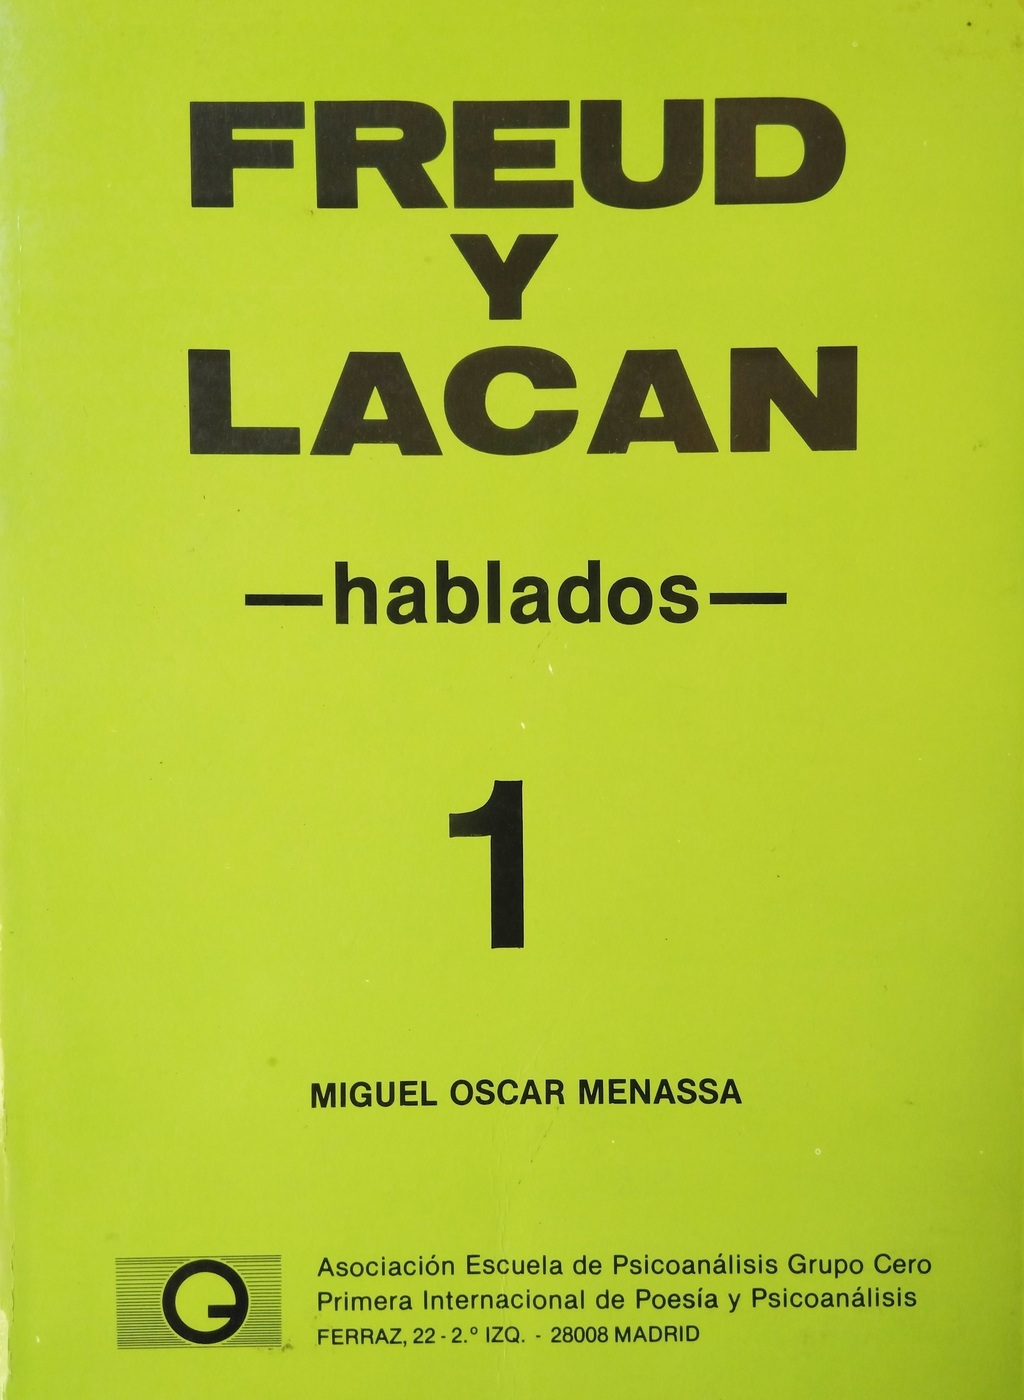 FREUD
Y
LACAN
—hablados—
1
MIGUEL OSCAR MENASSA
Asociación Escuela de Psicoanálisis Grupo Cero
Primera Internacional de Poesía y Psicoanálisis
FERRAZ, 22 - 2.º IZQ. - 28008 MADRID